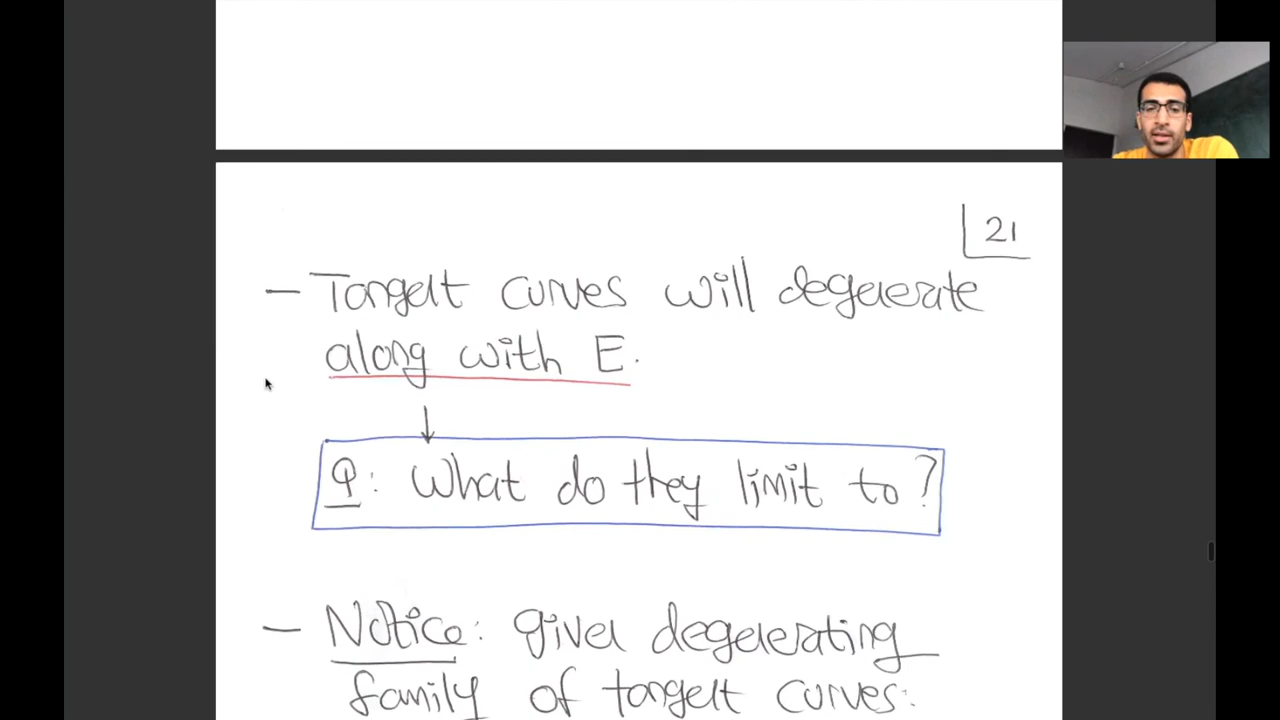 21
— Tangent curves will degenerate
along with E.
Q: What do they limit to?
— Notice: given degenerating
family of tangent curves: